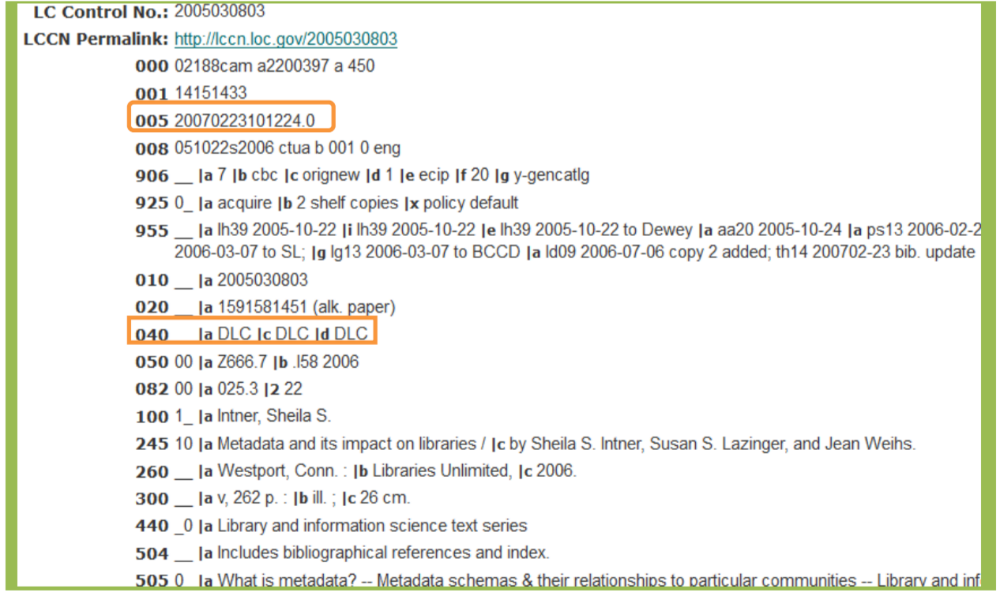 LC Control No.: 2005030803
LCCN Permalink: http://lccn.loc.gov/2005030803
000 02188cam a2200397 a 450
001 14151433
005 20070223101224.0
008 051022s2006 ctua b 001 0 eng
906 __ |a 7 |b cbc |c orignew |d 1 |e ecip |f 20 |g y-gencatlg
925 0_ |a acquire |b 2 shelf copies |x policy default
955 __ |a lh39 2005-10-22 |i lh39 2005-10-22 |e lh39 2005-10-22 to Dewey |a aa20 2005-10-24 |a ps13 2006-02-2
2006-03-07 to SL; |g lg13 2006-03-07 to BCCD |a ld09 2006-07-06 copy 2 added; th14 200702-23 bib. update
010 __ |a 2005030803
020 __ |a 1591581451 (alk. paper)
040 __ |a DLC |c DLC |d DLC
050 00 |a Z666.7 |b .I58 2006
082 00 |a 025.3 |2 22
100 1_ |a Intner, Sheila S.
245 10 |a Metadata and its impact on libraries / |c by Sheila S. Intner, Susan S. Lazinger, and Jean Weihs.
260 __ |a Westport, Conn. : |b Libraries Unlimited, |c 2006.
300 __ |a v, 262 p. : |b ill. ; |c 26 cm.
440 _0 |a Library and information science text series
504 __ |a Includes bibliographical references and index.
505 0_ |a What is metadata? -- Metadata schemas & their relationships to particular communities -- Library and inf